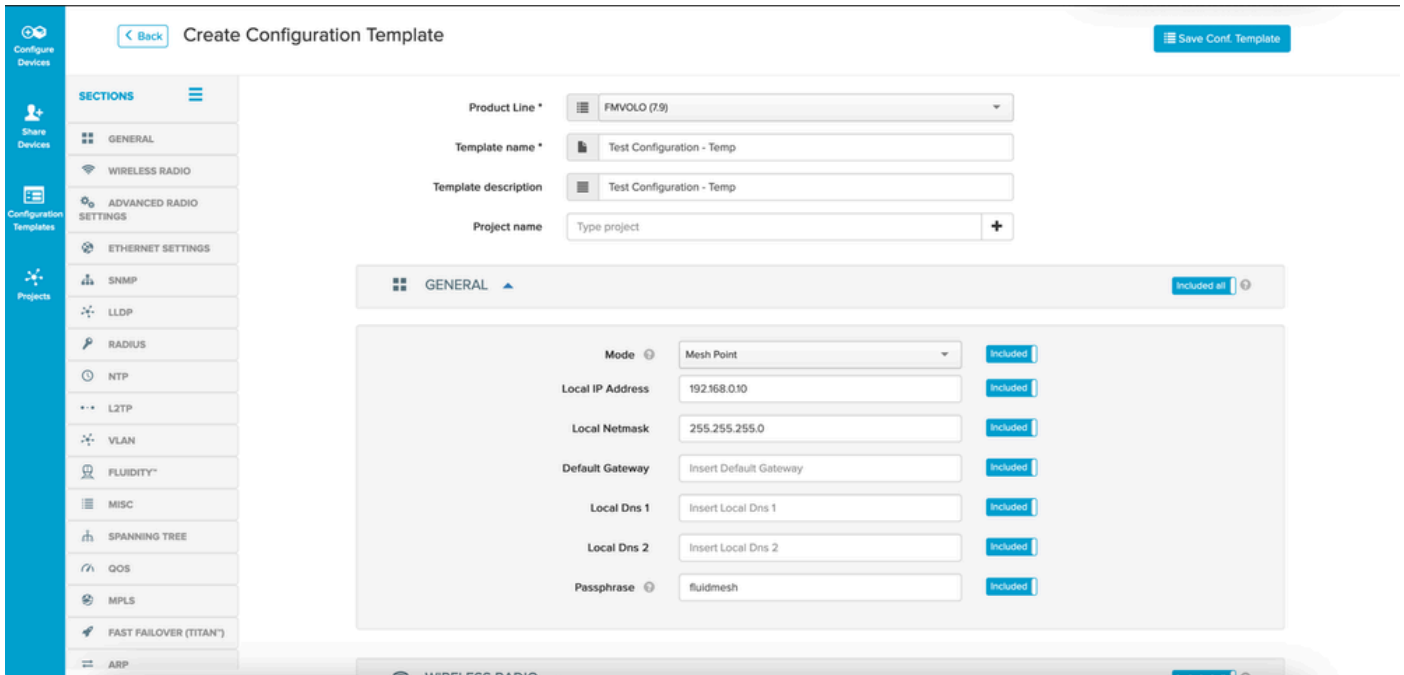 Configure
Devices
Share
Devices
Configuration
Templates
Projects
Back
Create Configuration Template
Save Conf. Template
SECTIONS
GENERAL
WIRELESS RADIO
ADVANCED RADIO
SETTINGS
ETHERNET SETTINGS
SNMP
LLDP
RADIUS
NTP
L2TP
VLAN
FLUIDITY™
MISC
SPANNING TREE
QOS
MPLS
FAST FAILOVER (TITAN™)
ARP
Product Line * FMVOLO (7.9)
Template name * Test Configuration - Temp
Template description Test Configuration - Temp
Project name Type project +
GENERAL Included all
Mode Mesh Point Included
Local IP Address 192.168.0.10 Included
Local Netmask 255.255.255.0 Included
Default Gateway Insert Default Gateway Included
Local Dns 1 Insert Local Dns 1 Included
Local Dns 2 Insert Local Dns 2 Included
Passphrase fluidmesh Included
WIRELESS RADIO